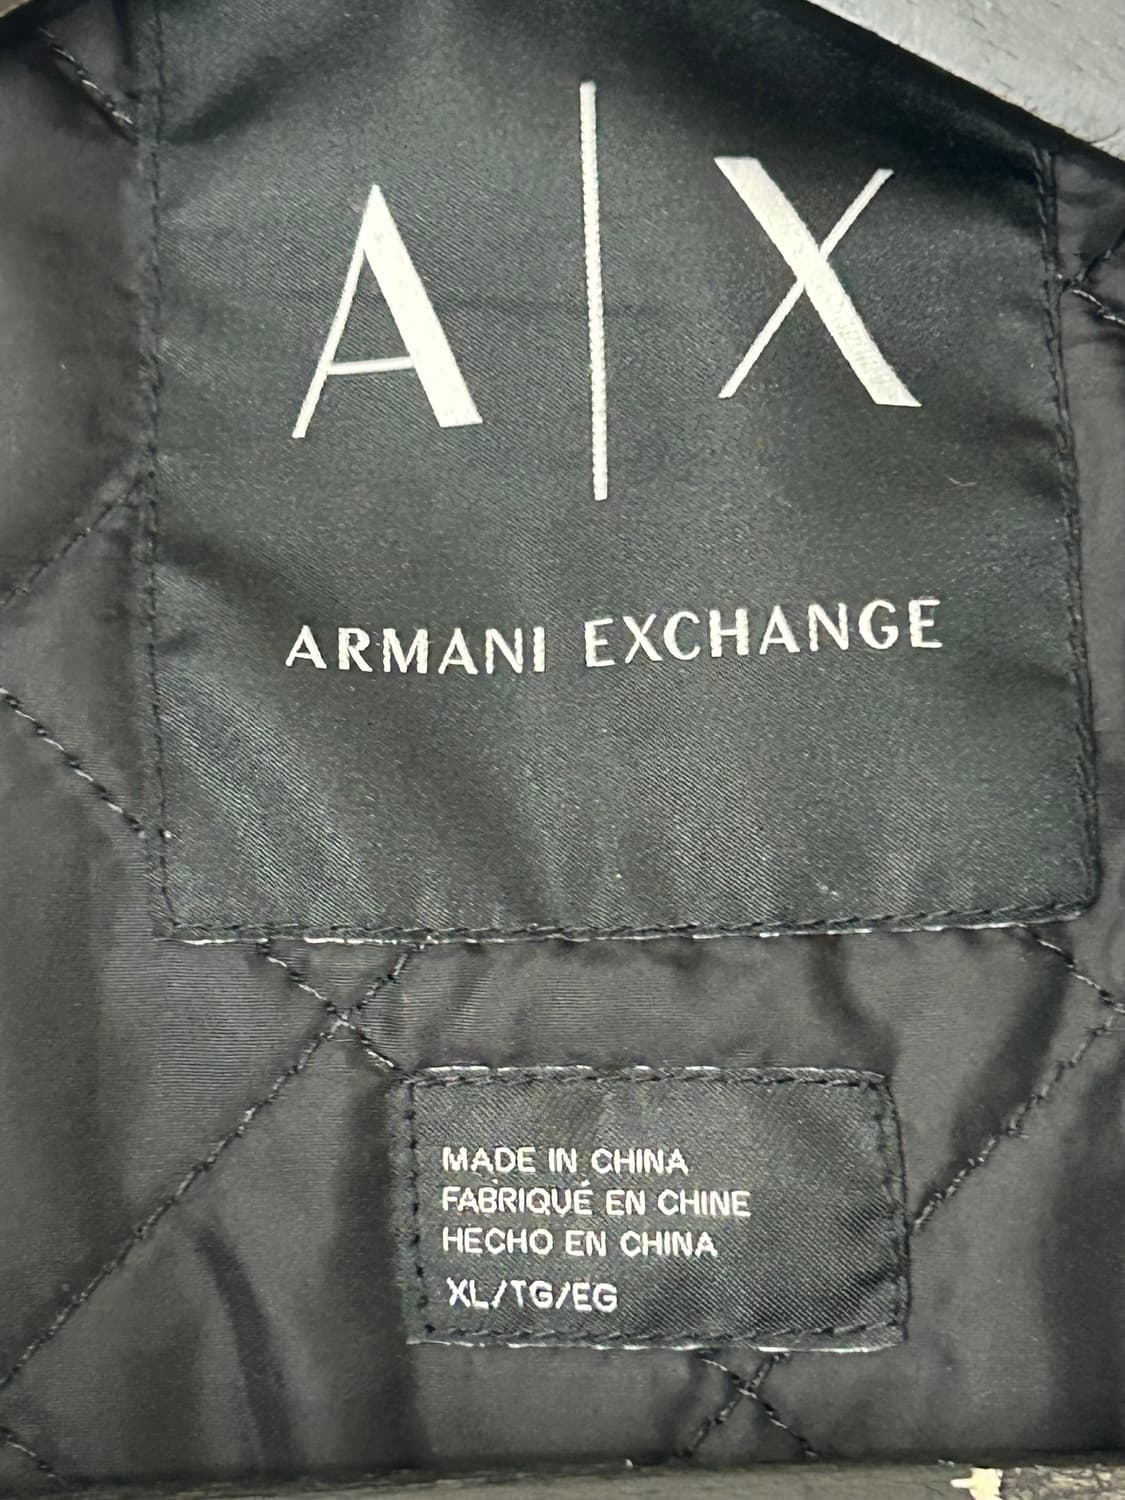 A|X
ARMANI EXCHANGE
MADE IN CHINA
FABRIQUÉ EN CHINE
HECHO EN CHINA
XL/TG/EG